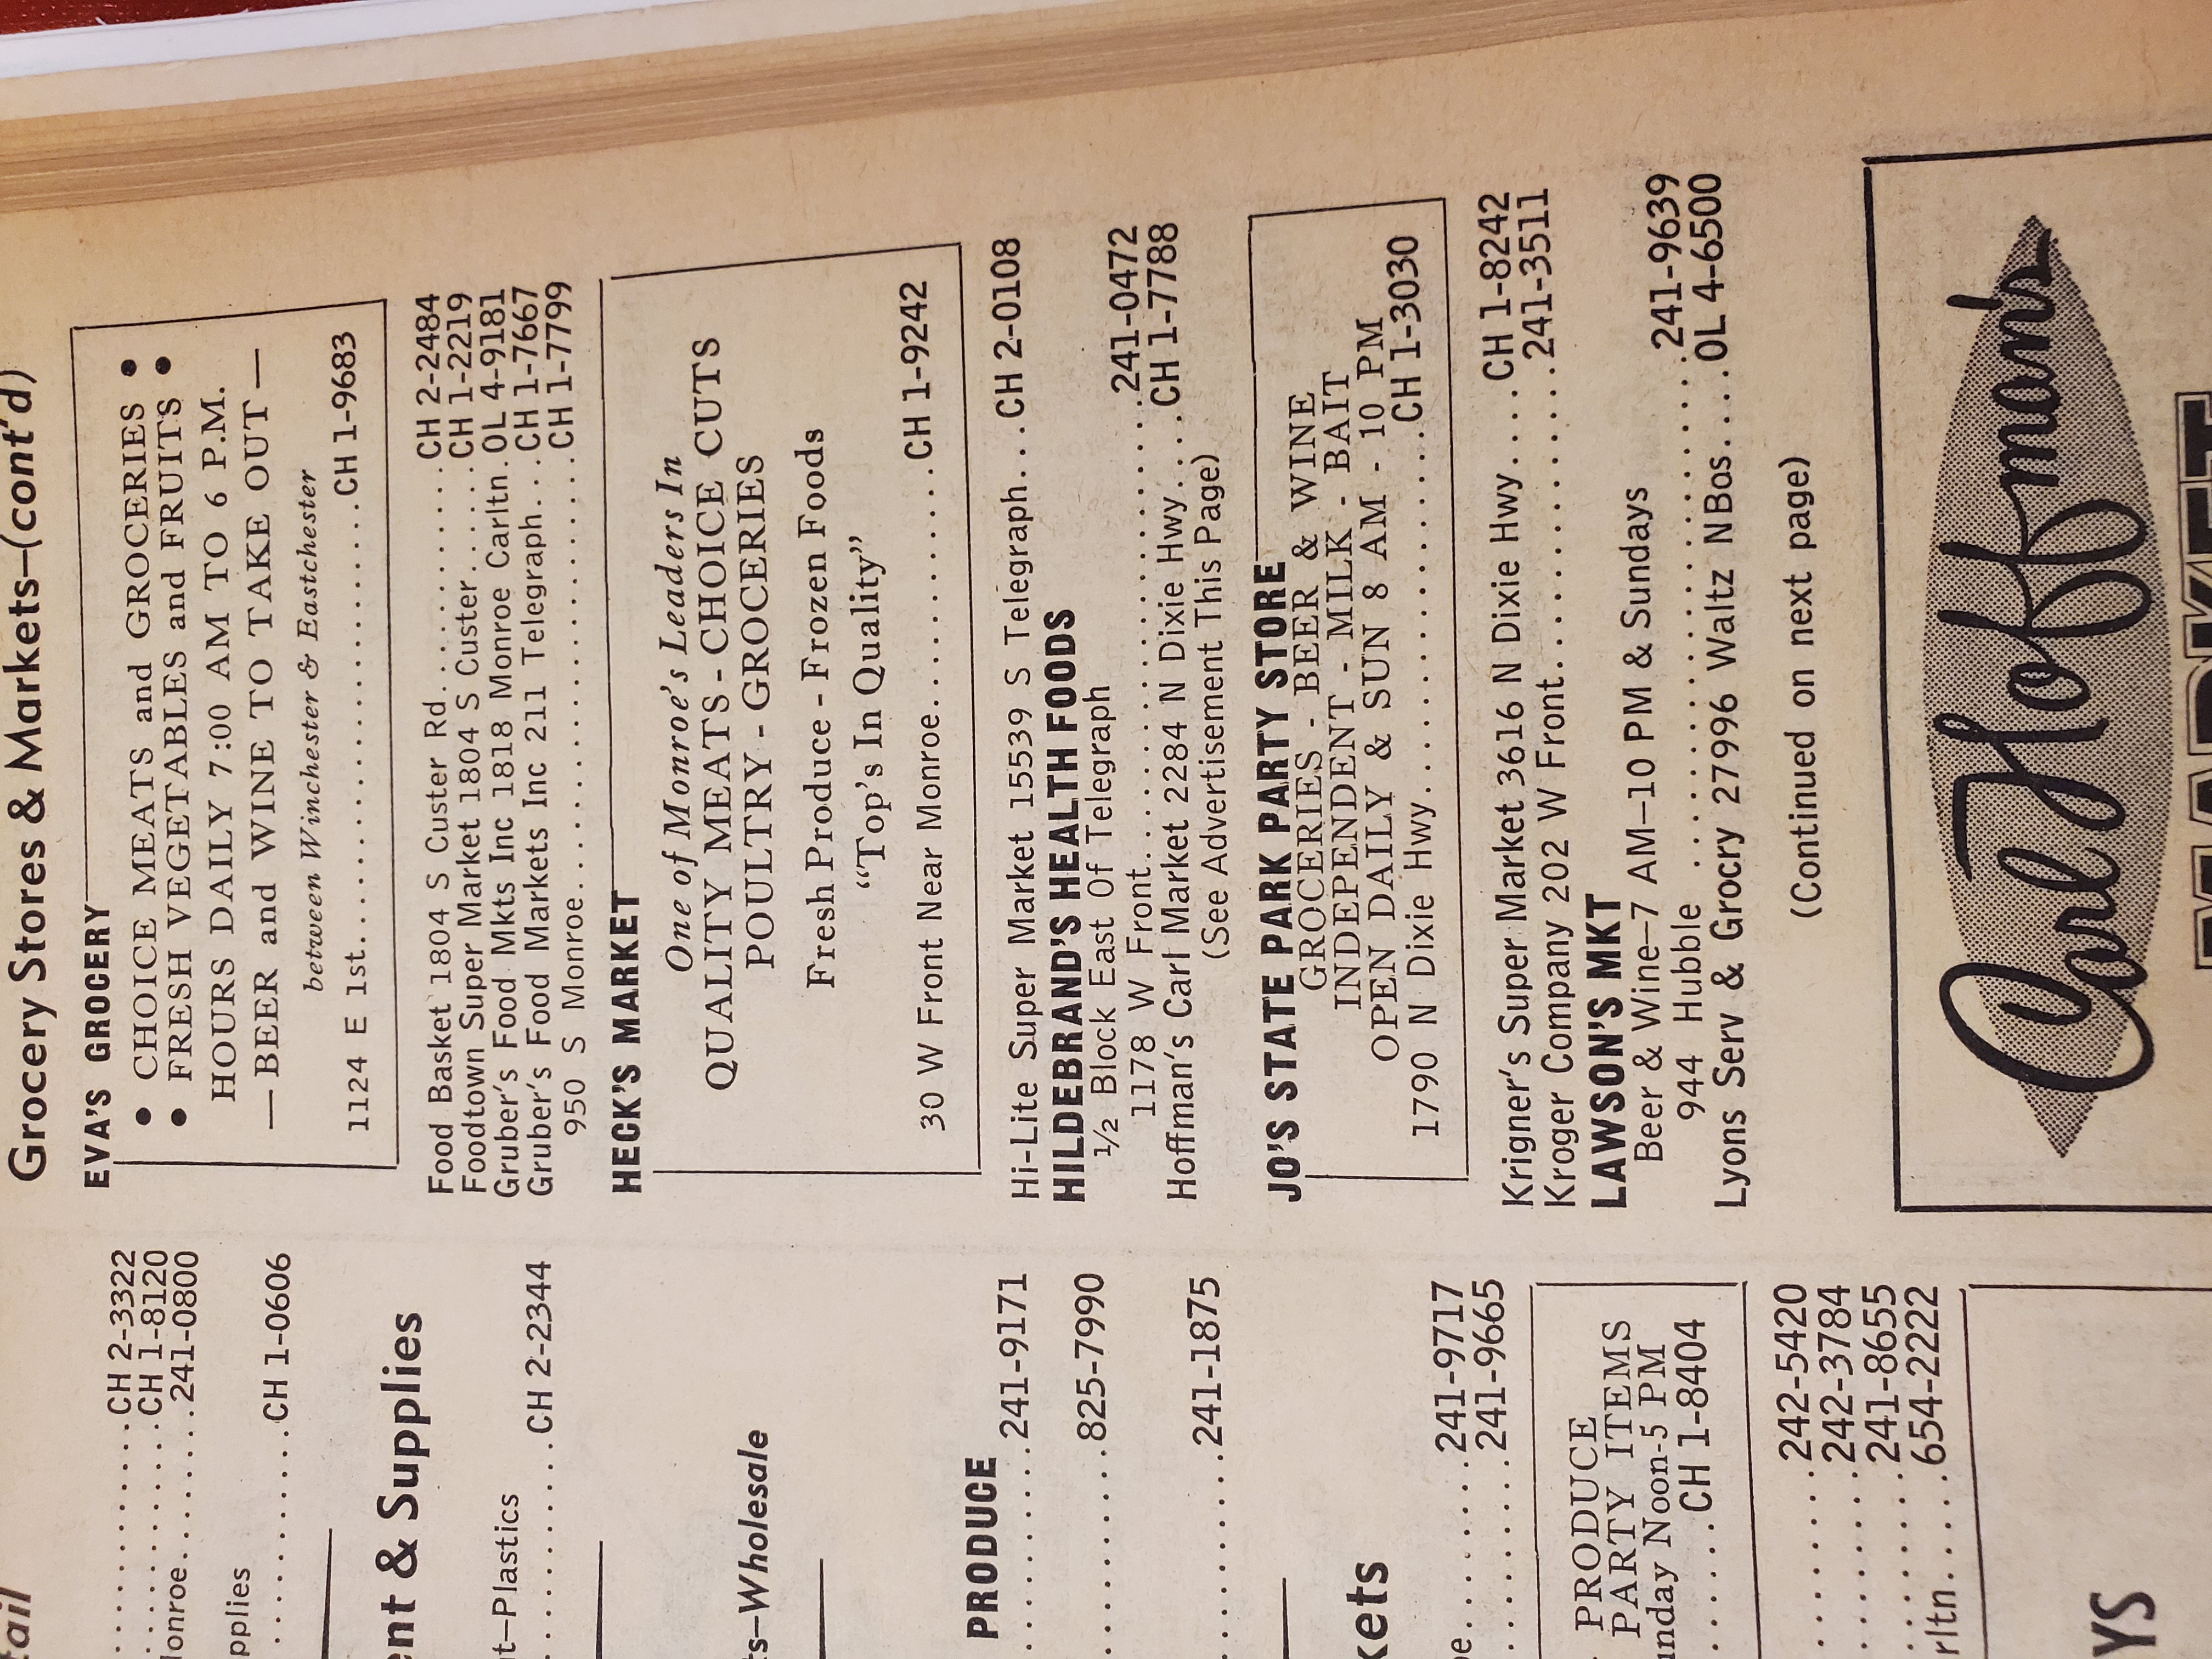 tail
CH 2-3322
CH 1-8120
onroe 241-0800
pplies
CH 1-0606
ent & Supplies
t—Plastics
CH 2-2344
ts—Wholesale
PRODUCE
241-9171
825-7990
241-1875
kets
241-9717
241-9665
PRODUCE
PARTY ITEMS
unday Noon-5 PM
CH 1-8404
242-5420
242-3784
241-8655
rltn 654-2222
YS
Grocery Stores & Markets—(cont'd)
EVA'S GROCERY
• CHOICE MEATS and GROCERIES •
• FRESH VEGETABLES and FRUITS •
HOURS DAILY 7:00 AM TO 6 P.M.
— BEER and WINE TO TAKE OUT —
between Winchester & Eastchester
1124 E 1st CH 1-9683
Food Basket 1804 S Custer Rd CH 2-2484
Foodtown Super Market 1804 S Custer CH 1-2219
Gruber's Food Mkts Inc 1818 Monroe Carltn OL 4-9181
Gruber's Food Markets Inc 211 Telegraph CH 1-7667
950 S Monroe CH 1-7799
HECK'S MARKET
One of Monroe's Leaders In
QUALITY MEATS - CHOICE CUTS
POULTRY - GROCERIES
Fresh Produce - Frozen Foods
“Top's In Quality”
30 W Front Near Monroe CH 1-9242
Hi-Lite Super Market 15539 S Telegraph CH 2-0108
HILDEBRAND'S HEALTH FOODS
½ Block East Of Telegraph
1178 W Front 241-0472
Hoffman's Carl Market 2284 N Dixie Hwy CH 1-7788
(See Advertisement This Page)
JO'S STATE PARK PARTY STORE
GROCERIES - BEER & WINE
INDEPENDENT - MILK - BAIT
OPEN DAILY & SUN 8 AM - 10 PM
1790 N Dixie Hwy CH 1-3030
Krigner's Super Market 3616 N Dixie Hwy CH 1-8242
Kroger Company 202 W Front 241-3511
LAWSON'S MKT
Beer & Wine—7 AM—10 PM & Sundays
944 Hubble 241-9639
Lyons Serv & Grocry 27996 Waltz NBos OL 4-6500
(Continued on next page)
Carl Hoffman's
MARKET